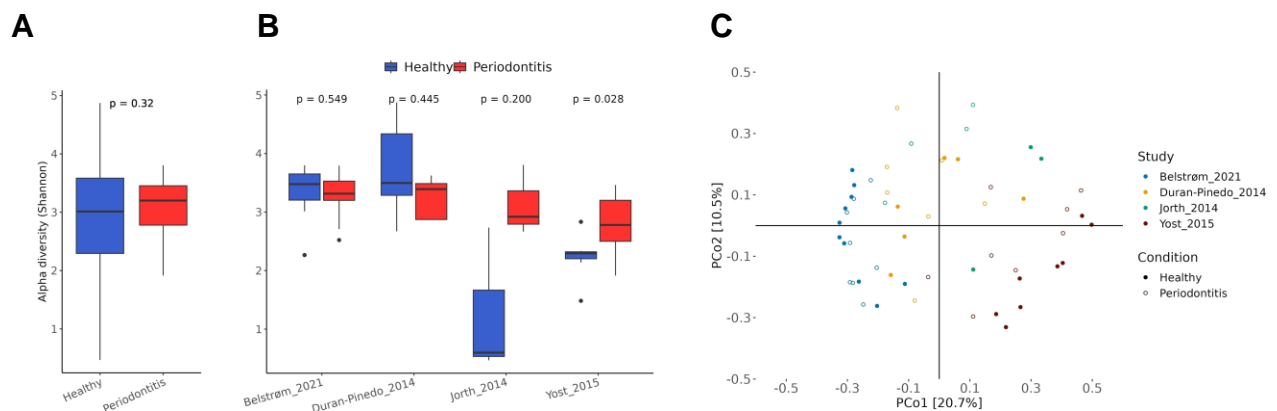 A
B
C
Alpha diversity (Shannon)
5
4
3
2
1
p = 0.32
Healthy
Periodontitis
Healthy
Periodontitis
5
4
3
2
1
p = 0.549
p = 0.445
p = 0.200
p = 0.028
Belstrøm_2021
Duran-Pinedo_2014
Jorth_2014
Yost_2015
PCo2 [10.5%]
0.5
0.3
0.1
-0.1
-0.3
-0.5
-0.5
-0.3
-0.1
0.1
0.3
0.5
PCo1 [20.7%]
Study
Belstrøm_2021
Duran-Pinedo_2014
Jorth_2014
Yost_2015
Condition
Healthy
Periodontitis